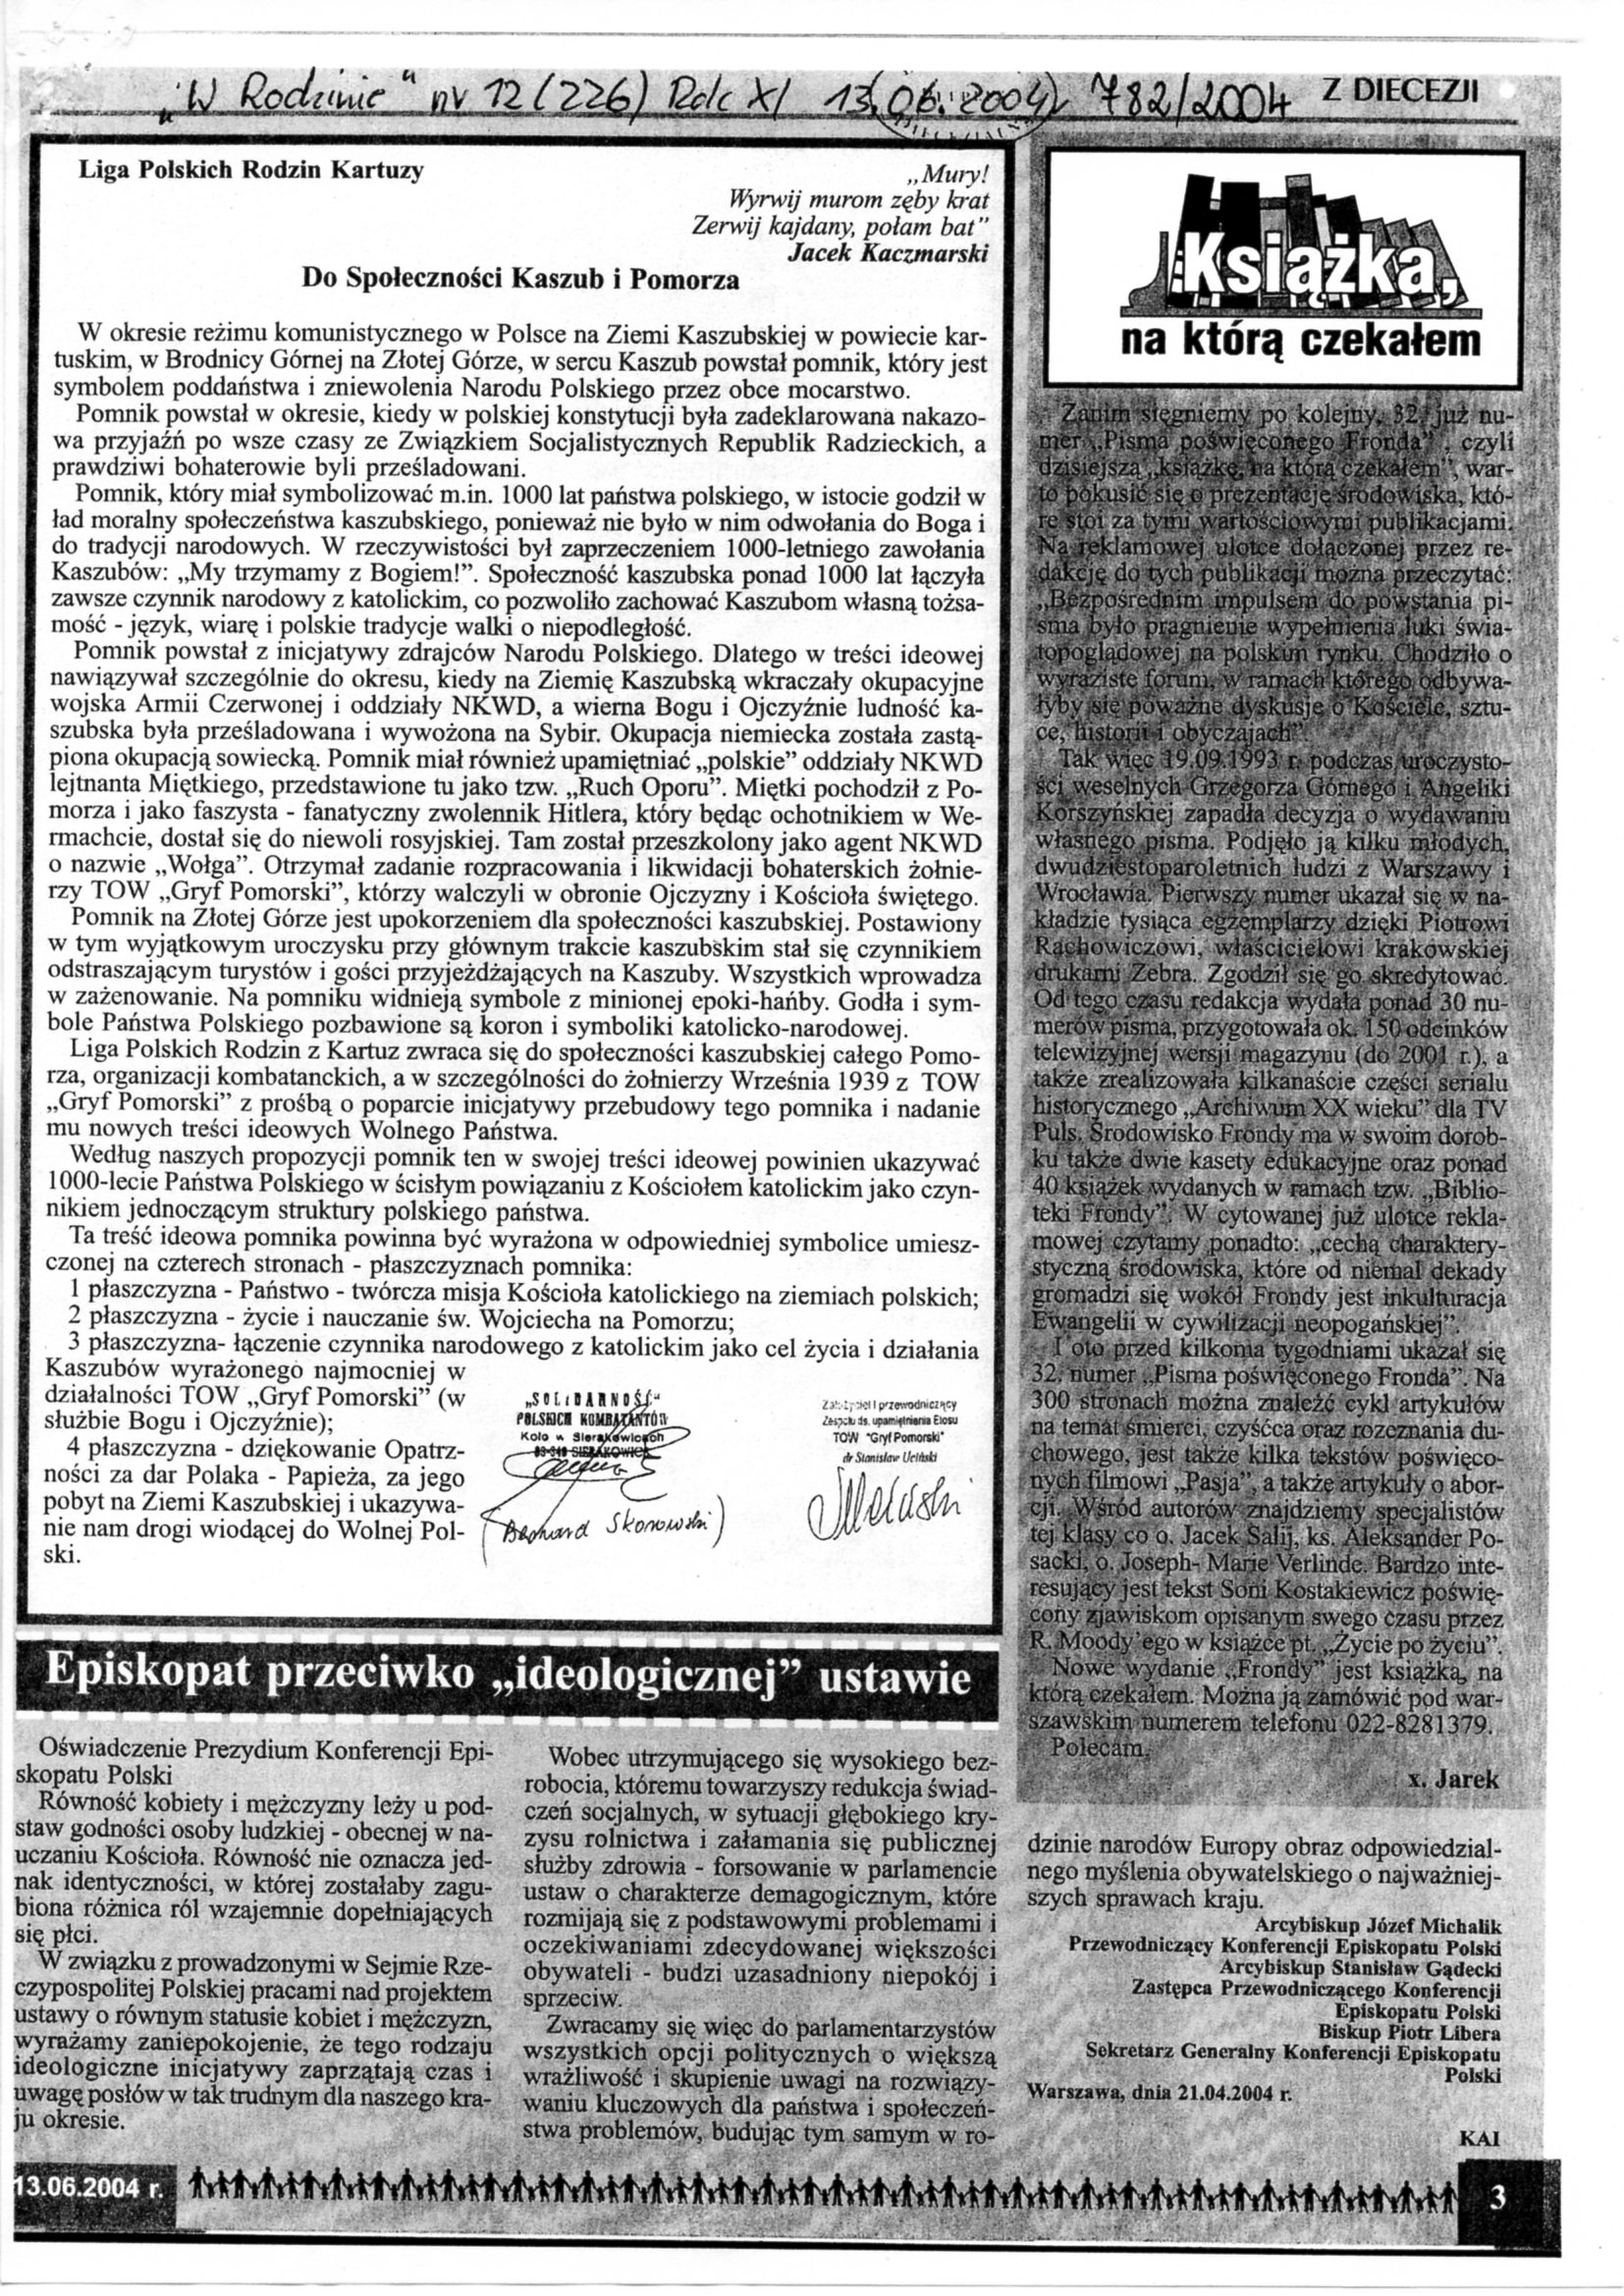 „W Rodzinie" nr 12 (226) Rok XI 13.06.2004 782/2004
Z DIECEZJI
Liga Polskich Rodzin Kartuzy
„Mury!
Wyrwij murom zęby krat
Zerwij kajdany, połam bat”
Jacek Kaczmarski
Do Społeczności Kaszub i Pomorza
W okresie reżimu komunistycznego w Polsce na Ziemi Kaszubskiej w powiecie kar-
tuskim, w Brodnicy Górnej na Złotej Górze, w sercu Kaszub powstał pomnik, który jest
symbolem poddaństwa i zniewolenia Narodu Polskiego przez obce mocarstwo.
Pomnik powstał w okresie, kiedy w polskiej konstytucji była zadeklarowana nakazo-
wa przyjaźń po wsze czasy ze Związkiem Socjalistycznych Republik Radzieckich, a
prawdziwi bohaterowie byli prześladowani.
Pomnik, który miał symbolizować m.in. 1000 lat państwa polskiego, w istocie godził w
ład moralny społeczeństwa kaszubskiego, ponieważ nie było w nim odwołania do Boga i
do tradycji narodowych. W rzeczywistości był zaprzeczeniem 1000-letniego zawołania
Kaszubów: „My trzymamy z Bogiem!”. Społeczność kaszubska ponad 1000 lat łączyła
zawsze czynnik narodowy z katolickim, co pozwoliło zachować Kaszubom własną tożsa-
mość - język, wiarę i polskie tradycje walki o niepodległość.
Pomnik powstał z inicjatywy zdrajców Narodu Polskiego. Dlatego w treści ideowej
nawiązywał szczególnie do okresu, kiedy na Ziemię Kaszubską wkraczały okupacyjne
wojska Armii Czerwonej i oddziały NKWD, a wierna Bogu i Ojczyźnie ludność ka-
szubska była prześladowana i wywożona na Sybir. Okupacja niemiecka została zastą-
piona okupacją sowiecką. Pomnik miał również upamiętniać „polskie” oddziały NKWD
lejtnanta Miętkiego, przedstawione tu jako tzw. „Ruch Oporu”. Miętki pochodził z Po-
morza i jako faszysta - fanatyczny zwolennik Hitlera, który będąc ochotnikiem w We-
rmachcie, dostał się do niewoli rosyjskiej. Tam został przeszkolony jako agent NKWD
o nazwie „Wołga”. Otrzymał zadanie rozpracowania i likwidacji bohaterskich żołnie-
rzy TOW „Gryf Pomorski”, którzy walczyli w obronie Ojczyzny i Kościoła świętego.
Pomnik na Złotej Górze jest upokorzeniem dla społeczności kaszubskiej. Postawiony
w tym wyjątkowym uroczysku przy głównym trakcie kaszubskim stał się czynnikiem
odstraszającym turystów i gości przyjeżdżających na Kaszuby. Wszystkich wprowadza
w zażenowanie. Na pomniku widnieją symbole z minionej epoki-hańby. Godła i sym-
bole Państwa Polskiego pozbawione są koron i symboliki katolicko-narodowej.
Liga Polskich Rodzin z Kartuz zwraca się do społeczności kaszubskiej całego Pomo-
rza, organizacji kombatanckich, a w szczególności do żołnierzy Września 1939 z TOW
„Gryf Pomorski” z prośbą o poparcie inicjatywy przebudowy tego pomnika i nadanie
mu nowych treści ideowych Wolnego Państwa.
Według naszych propozycji pomnik ten w swojej treści ideowej powinien ukazywać
1000-lecie Państwa Polskiego w ścisłym powiązaniu z Kościołem katolickim jako czyn-
nikiem jednoczącym struktury polskiego państwa.
Ta treść ideowa pomnika powinna być wyrażona w odpowiedniej symbolice umiesz-
czonej na czterech stronach - płaszczyznach pomnika:
1 płaszczyzna - Państwo - twórcza misja Kościoła katolickiego na ziemiach polskich;
2 płaszczyzna - życie i nauczanie św. Wojciecha na Pomorzu;
3 płaszczyzna- łączenie czynnika narodowego z katolickim jako cel życia i działania
Kaszubów wyrażonego najmocniej w
działalności TOW „Gryf Pomorski” (w
służbie Bogu i Ojczyźnie);
4 płaszczyzna - dziękowanie Opatrz-
ności za dar Polaka - Papieża, za jego
pobyt na Ziemi Kaszubskiej i ukazywa-
nie nam drogi wiodącej do Wolnej Pol-
ski.
„SOLIDARNOŚĆ"
POLSKICH KOMBATANTÓW
Koło w Sierakowicach
SIERAKOWICE
(Bernard Skonowski)
Założyciel i przewodniczący
Zespołu ds. upamiętniania Etosu
TOW "Gryf Pomorski"
dr Stanisław Uciński
Książka,
na którą czekałem
Zanim sięgniemy po kolejny, 32. już nu-
mer „Pisma poświęconego Fronda”, czyli
dzisiejszą „książkę, na którą czekałem”, war-
to pokusić się o prezentację środowiska, któ-
re stoi za tymi wartościowymi publikacjami.
Na reklamowej ulotce dołączonej przez re-
dakcję do tych publikacji można przeczytać:
„Bezpośrednim impulsem do powstania pi-
sma było pragnienie wypełnienia luki świa-
topoglądowej na polskim rynku. Chodziło o
wyraziste forum, w ramach którego odbywa-
łyby się poważne dyskusje o Kościele, sztu-
ce, historii i obyczajach”.
Tak więc 19.09.1993 r. podczas uroczysto-
ści weselnych Grzegorza Górnego i Angeliki
Korszyńskiej zapadła decyzja o wydawaniu
własnego pisma. Podjęło ją kilku młodych,
dwudziestoparoletnich ludzi z Warszawy i
Wrocławia. Pierwszy numer ukazał się w na-
kładzie tysiąca egzemplarzy dzięki Piotrowi
Rachowiczowi, właścicielowi krakowskiej
drukarni Zebra. Zgodził się go skredytować.
Od tego czasu redakcja wydała ponad 30 nu-
merów pisma, przygotowała ok. 150 odcinków
telewizyjnej wersji magazynu (do 2001 r.), a
także zrealizowała kilkanaście części serialu
historycznego „Archiwum XX wieku” dla TV
Puls. Środowisko Frondy ma w swoim dorob-
ku także dwie kasety edukacyjne oraz ponad
40 książek wydanych w ramach tzw. „Biblio-
teki Frondy”. W cytowanej już ulotce rekla-
mowej czytamy ponadto: „cechą charaktery-
styczną środowiska, które od niemal dekady
gromadzi się wokół Frondy jest inkulturacja
Ewangelii w cywilizacji neopogańskiej”.
I oto przed kilkoma tygodniami ukazał się
32. numer „Pisma poświęconego Fronda”. Na
300 stronach można znaleźć cykl artykułów
na temat śmierci, czyśćca oraz rozeznania du-
chowego, jest także kilka tekstów poświęco-
nych filmowi „Pasja”, a także artykuły o abor-
cji. Wśród autorów znajdziemy specjalistów
tej klasy co o. Jacek Salij, ks. Aleksander Po-
sacki, o. Joseph- Marie Verlinde. Bardzo inte-
resujący jest tekst Soni Kostakiewicz poświę-
cony zjawiskom opisanym swego czasu przez
R. Moody’ego w książce pt. „Życie po życiu”.
Nowe wydanie „Frondy” jest książką, na
którą czekałem. Można ją zamówić pod war-
szawskim numerem telefonu 022-8281379.
Polecam.
x. Jarek
Episkopat przeciwko „ideologicznej” ustawie
Oświadczenie Prezydium Konferencji Epi-
skopatu Polski
Równość kobiety i mężczyzny leży u pod-
staw godności osoby ludzkiej - obecnej w na-
uczaniu Kościoła. Równość nie oznacza jed-
nak identyczności, w której zostałaby zagu-
biona różnica ról wzajemnie dopełniających
się płci.
W związku z prowadzonymi w Sejmie Rze-
czypospolitej Polskiej pracami nad projektem
ustawy o równym statusie kobiet i mężczyzn,
wyrażamy zaniepokojenie, że tego rodzaju
ideologiczne inicjatywy zaprzątają czas i
uwagę posłów w tak trudnym dla naszego kra-
ju okresie.
Wobec utrzymującego się wysokiego bez-
robocia, któremu towarzyszy redukcja świad-
czeń socjalnych, w sytuacji głębokiego kry-
zysu rolnictwa i załamania się publicznej
służby zdrowia - forsowanie w parlamencie
ustaw o charakterze demagogicznym, które
rozmijają się z podstawowymi problemami i
oczekiwaniami zdecydowanej większości
obywateli - budzi uzasadniony niepokój i
sprzeciw.
Zwracamy się więc do parlamentarzystów
wszystkich opcji politycznych o większą
wrażliwość i skupienie uwagi na rozwiązy-
waniu kluczowych dla państwa i społeczeń-
stwa problemów, budując tym samym w ro-
dzinie narodów Europy obraz odpowiedzial-
nego myślenia obywatelskiego o najważniej-
szych sprawach kraju.
Arcybiskup Józef Michalik
Przewodniczący Konferencji Episkopatu Polski
Arcybiskup Stanisław Gądecki
Zastępca Przewodniczącego Konferencji
Episkopatu Polski
Biskup Piotr Libera
Sekretarz Generalny Konferencji Episkopatu
Polski
Warszawa, dnia 21.04.2004 r.
KAI
13.06.2004 r.
3